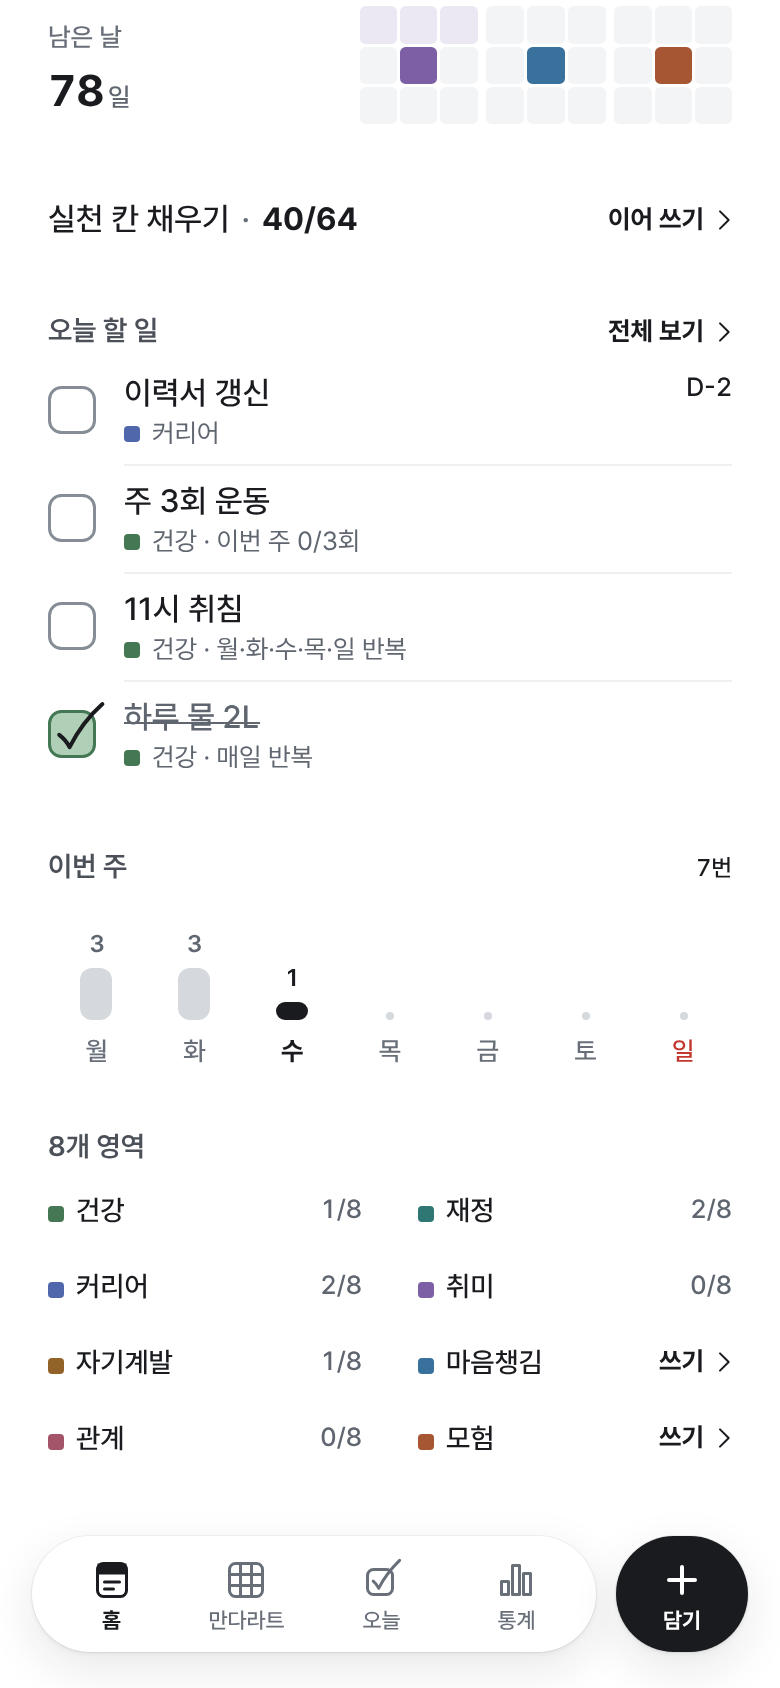 남은 날
78일
실천 칸 채우기 · 40/64
이어 쓰기
오늘 할 일
전체 보기
이력서 갱신
D-2
커리어
주 3회 운동
건강 · 이번 주 0/3회
11시 취침
건강 · 월·화·수·목·일 반복
하루 물 2L
건강 · 매일 반복
이번 주
7번
3 3 1
월 화 수 목 금 토 일
8개 영역
건강 1/8 재정 2/8
커리어 2/8 취미 0/8
자기계발 1/8 마음챙김 쓰기
관계 0/8 모험 쓰기
홈 만다라트 오늘 통계 담기